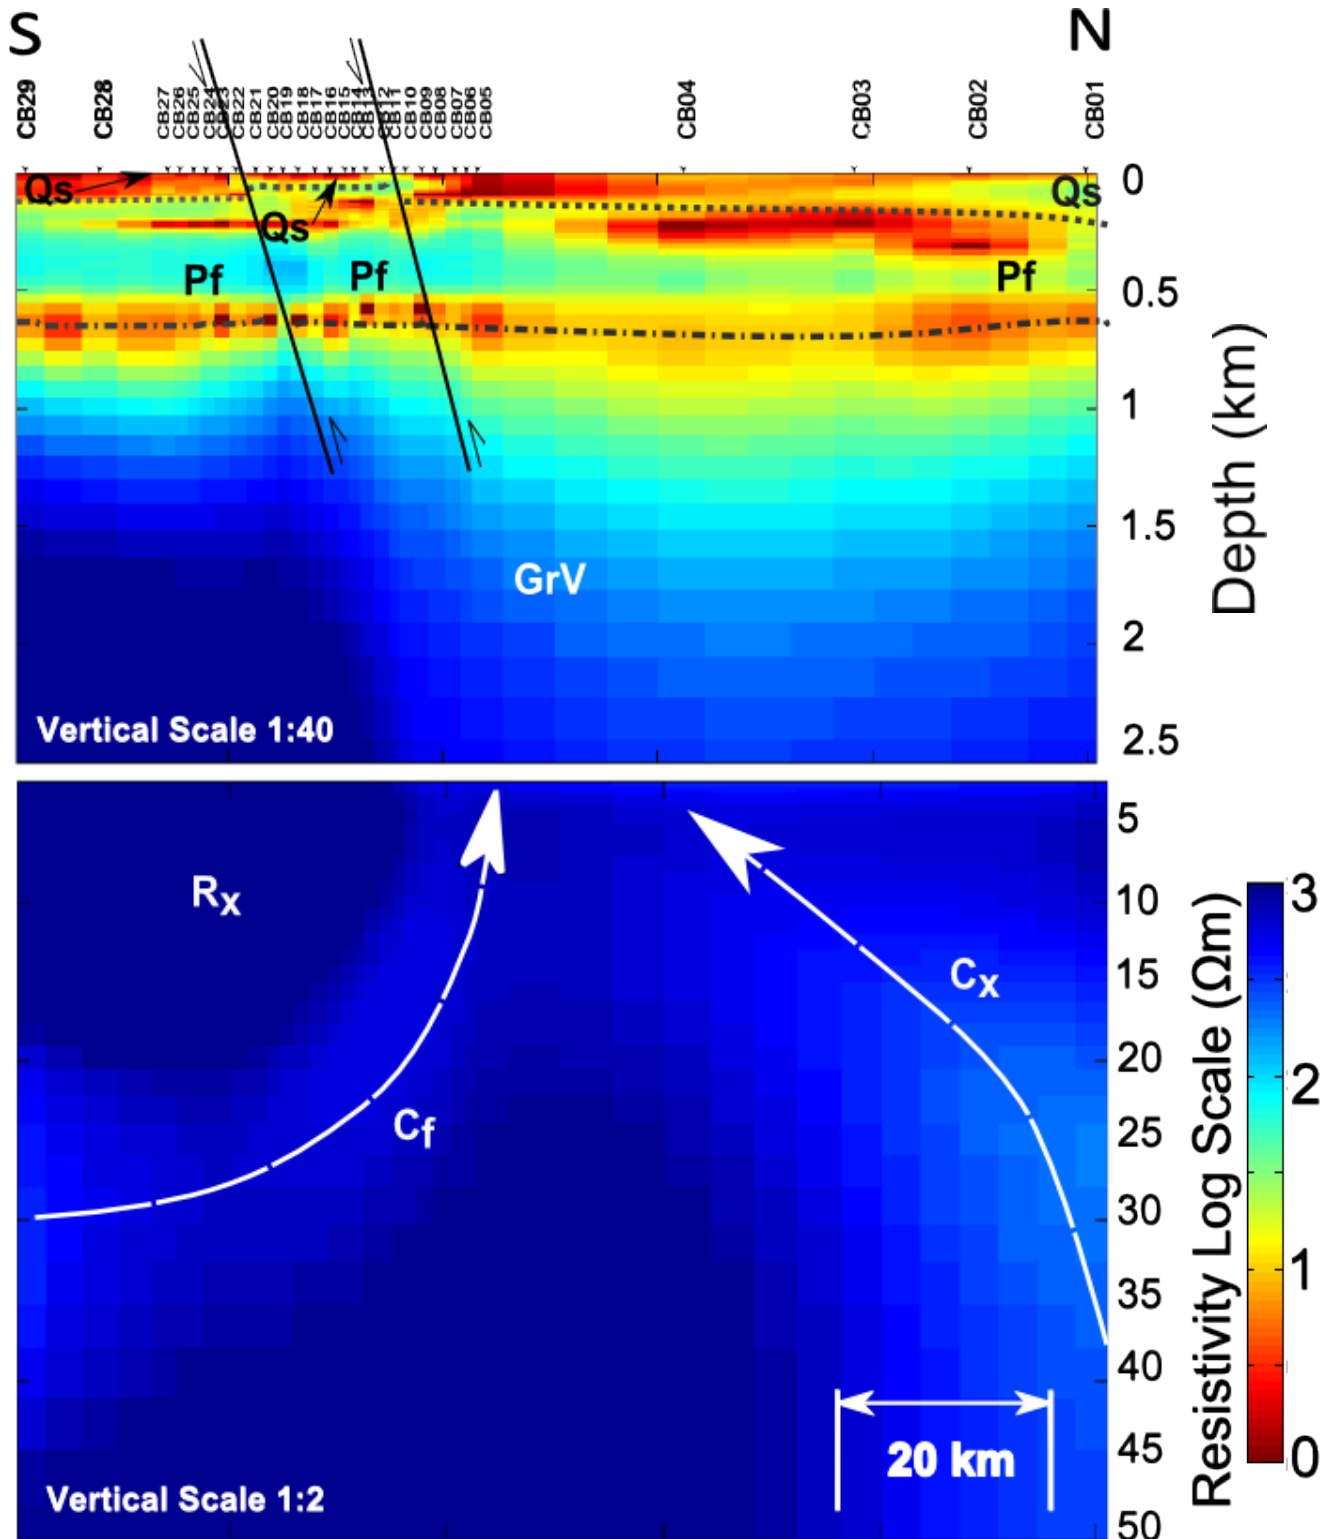 S
N
CB29
CB28
CB27
CB26
CB25
CB24
CB23
CB22
CB21
CB20
CB19
CB18
CB17
CB16
CB15
CB14
CB13
CB12
CB11
CB10
CB09
CB08
CB07
CB06
CB05
CB04
CB03
CB02
CB01
Qs
Qs
Qs
Pf
Pf
Pf
GrV
Vertical Scale 1:40
0
0.5
1
1.5
2
2.5
Depth (km)
Rx
Cf
Cx
20 km
Vertical Scale 1:2
5
10
15
20
25
30
35
40
45
50
Resistivity Log Scale (Ωm)
3
2
1
0